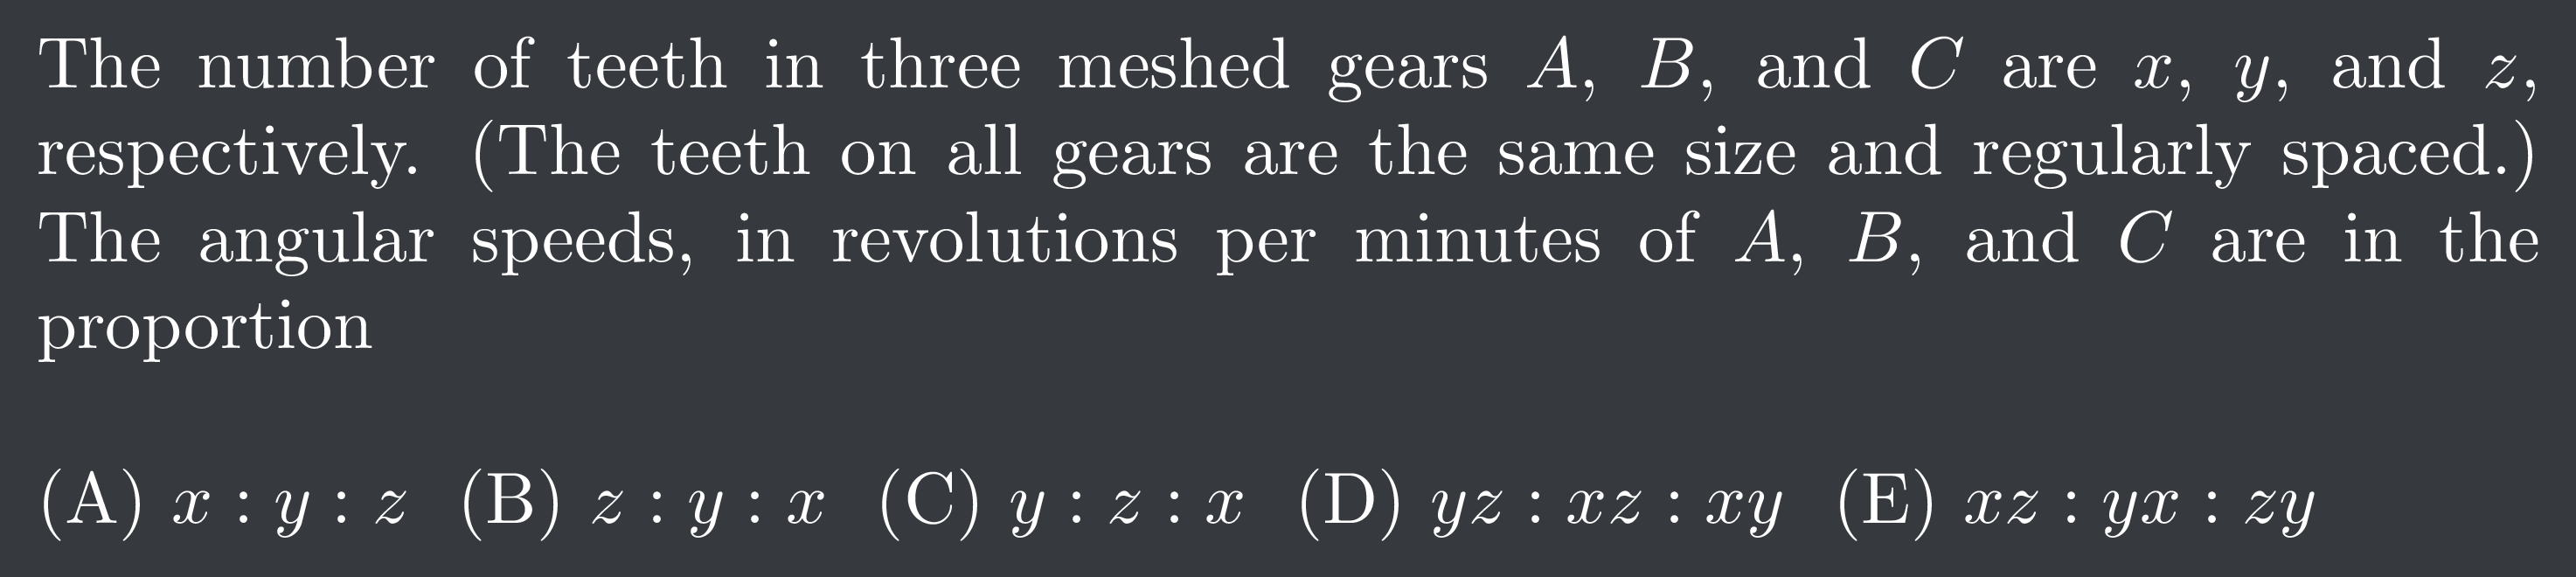 The number of teeth in three meshed gears A, B, and C are x, y, and z,
respectively. (The teeth on all gears are the same size and regularly spaced.)
The angular speeds, in revolutions per minutes of A, B, and C are in the
proportion
(A) x : y : z (B) z : y : x (C) y : z : x (D) yz : xz : xy (E) xz : yx : zy